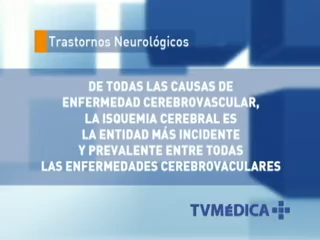 Trastornos Neurológicos
DE TODAS LAS CAUSAS DE
ENFERMEDAD CEREBROVASCULAR,
LA ISQUEMIA CEREBRAL ES
LA ENTIDAD MÁS INCIDENTE
Y PREVALENTE ENTRE TODAS
LAS ENFERMEDADES CEREBROVACULARES
TVMÉDICA